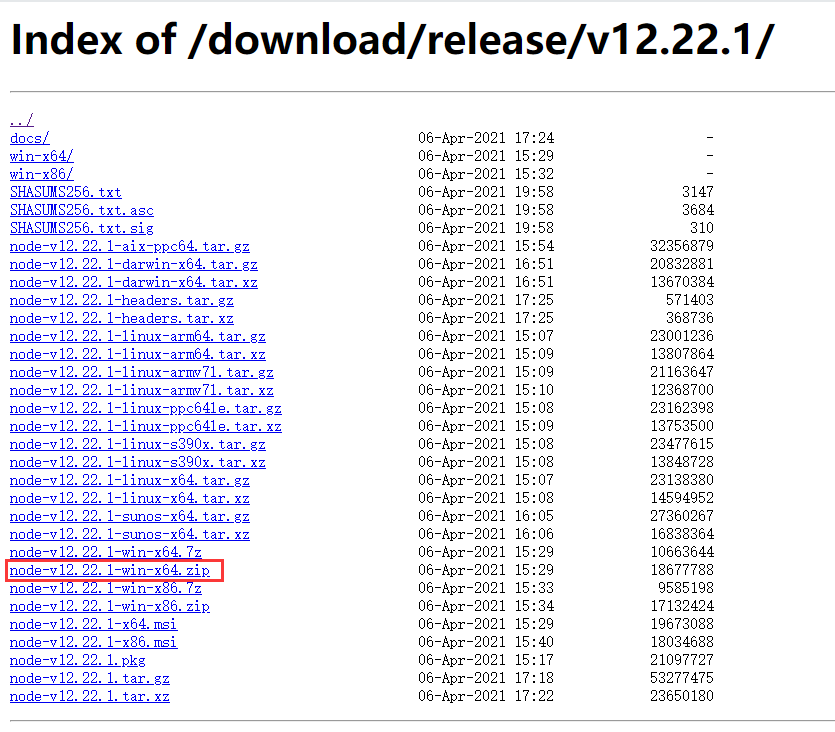 Index of /download/release/v12.22.1/
../
docs/ 06-Apr-2021 17:24 -
win-x64/ 06-Apr-2021 15:29 -
win-x86/ 06-Apr-2021 15:32 -
SHASUMS256.txt 06-Apr-2021 19:58 3147
SHASUMS256.txt.asc 06-Apr-2021 19:58 3684
SHASUMS256.txt.sig 06-Apr-2021 19:58 310
node-v12.22.1-aix-ppc64.tar.gz 06-Apr-2021 15:54 32356879
node-v12.22.1-darwin-x64.tar.gz 06-Apr-2021 16:51 20832881
node-v12.22.1-darwin-x64.tar.xz 06-Apr-2021 16:51 13670384
node-v12.22.1-headers.tar.gz 06-Apr-2021 17:25 571403
node-v12.22.1-headers.tar.xz 06-Apr-2021 17:25 368736
node-v12.22.1-linux-arm64.tar.gz 06-Apr-2021 15:07 23001236
node-v12.22.1-linux-arm64.tar.xz 06-Apr-2021 15:09 13807864
node-v12.22.1-linux-armv7l.tar.gz 06-Apr-2021 15:09 21163647
node-v12.22.1-linux-armv7l.tar.xz 06-Apr-2021 15:10 12368700
node-v12.22.1-linux-ppc64le.tar.gz 06-Apr-2021 15:08 23162398
node-v12.22.1-linux-ppc64le.tar.xz 06-Apr-2021 15:09 13753500
node-v12.22.1-linux-s390x.tar.gz 06-Apr-2021 15:08 23477615
node-v12.22.1-linux-s390x.tar.xz 06-Apr-2021 15:08 13848728
node-v12.22.1-linux-x64.tar.gz 06-Apr-2021 15:07 23138380
node-v12.22.1-linux-x64.tar.xz 06-Apr-2021 15:08 14594952
node-v12.22.1-sunos-x64.tar.gz 06-Apr-2021 16:05 27360267
node-v12.22.1-sunos-x64.tar.xz 06-Apr-2021 16:06 16838364
node-v12.22.1-win-x64.7z 06-Apr-2021 15:29 10663644
node-v12.22.1-win-x64.zip 06-Apr-2021 15:29 18677788
node-v12.22.1-win-x86.7z 06-Apr-2021 15:33 9585198
node-v12.22.1-win-x86.zip 06-Apr-2021 15:34 17132424
node-v12.22.1-x64.msi 06-Apr-2021 15:29 19673088
node-v12.22.1-x86.msi 06-Apr-2021 15:40 18034688
node-v12.22.1.pkg 06-Apr-2021 15:17 21097727
node-v12.22.1.tar.gz 06-Apr-2021 17:18 53277475
node-v12.22.1.tar.xz 06-Apr-2021 17:22 23650180